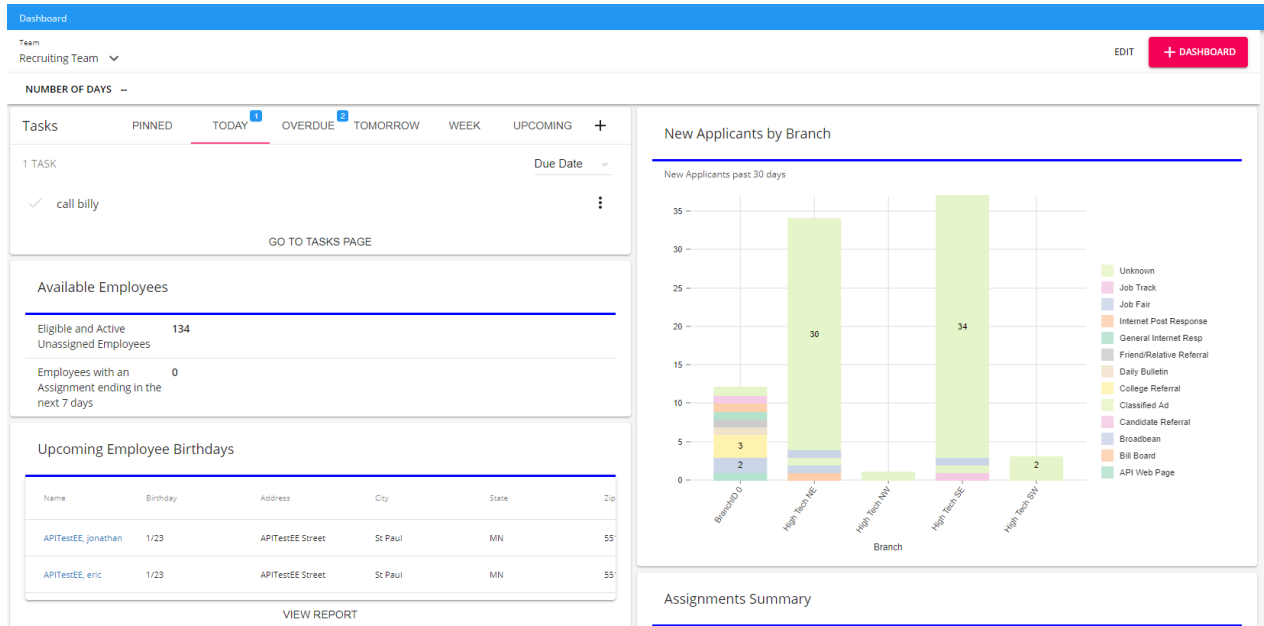 Dashboard
Team
Recruiting Team
EDIT
+ DASHBOARD
NUMBER OF DAYS --
Tasks
PINNED
TODAY 1
OVERDUE 2
TOMORROW
WEEK
UPCOMING
+
1 TASK
Due Date
call billy
GO TO TASKS PAGE
Available Employees
Eligible and Active
Unassigned Employees
134
Employees with an
Assignment ending in the
next 7 days
0
Upcoming Employee Birthdays
Name Birthday Address City State Zip
APITestEE, jonathan 1/23 APITestEE Street St Paul MN 551
APITestEE, eric 1/23 APITestEE Street St Paul MN 551
VIEW REPORT
New Applicants by Branch
New Applicants past 30 days
35
30
25
20
15
10
5
0
3
2
30
34
2
BranchID 0
High Tech NE
High Tech NW
High Tech SE
High Tech SW
Branch
Unknown
Job Track
Job Fair
Internet Post Response
General Internet Resp
Friend/Relative Referral
Daily Bulletin
College Referral
Classified Ad
Candidate Referral
Broadbean
Bill Board
API Web Page
Assignments Summary